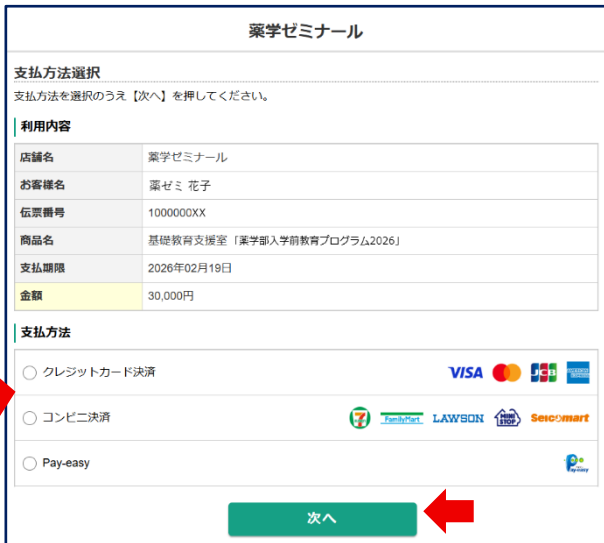 薬学ゼミナール
支払方法選択
支払方法を選択のうえ【次へ】を押してください。
利用内容
店舗名 薬学ゼミナール
お客様名 薬ゼミ 花子
伝票番号 1000000XX
商品名 基礎教育支援室「薬学部入学前教育プログラム2026」
支払期限 2026年02月19日
金額 30,000円
支払方法
クレジットカード決済 VISA JCB
コンビニ決済 7 FamilyMart LAWSON MINI STOP Seicomart
Pay-easy Pay-easy
次へ